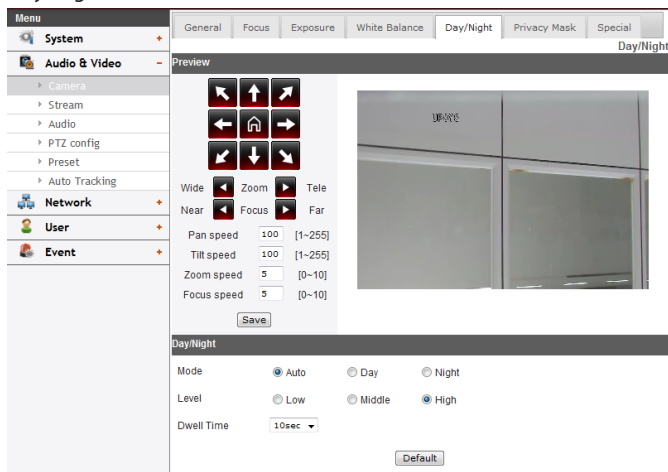 Menu
System +
Audio & Video -
Camera
Stream
Audio
PTZ config
Preset
Auto Tracking
Network +
User +
Event +
General Focus Exposure White Balance Day/Night Privacy Mask Special
Day/Night
Preview
Wide Zoom Tele
Near Focus Far
Pan speed 100 [1~255]
Tilt speed 100 [1~255]
Zoom speed 5 [0~10]
Focus speed 5 [0~10]
Save
Day/Night
Mode Auto Day Night
Level Low Middle High
Dwell Time 10sec
Default